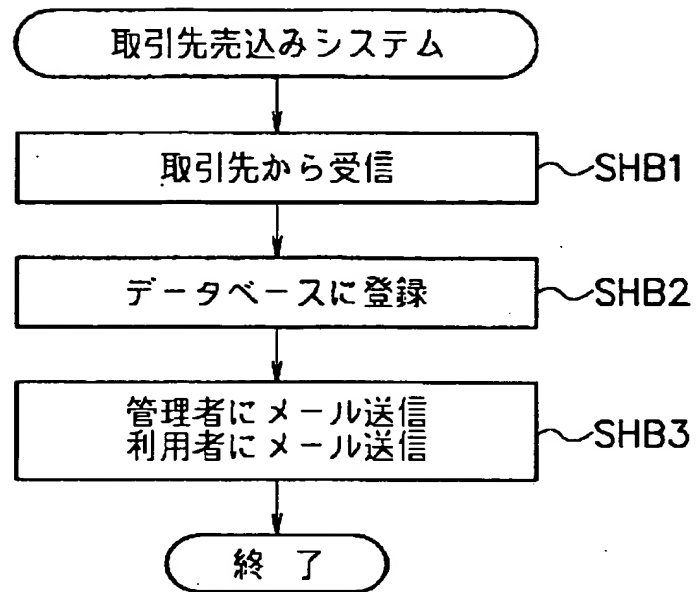 取引先売込みシステム
取引先から受信
SHB1
データベースに登録
SHB2
管理者にメール送信
利用者にメール送信
SHB3
終了